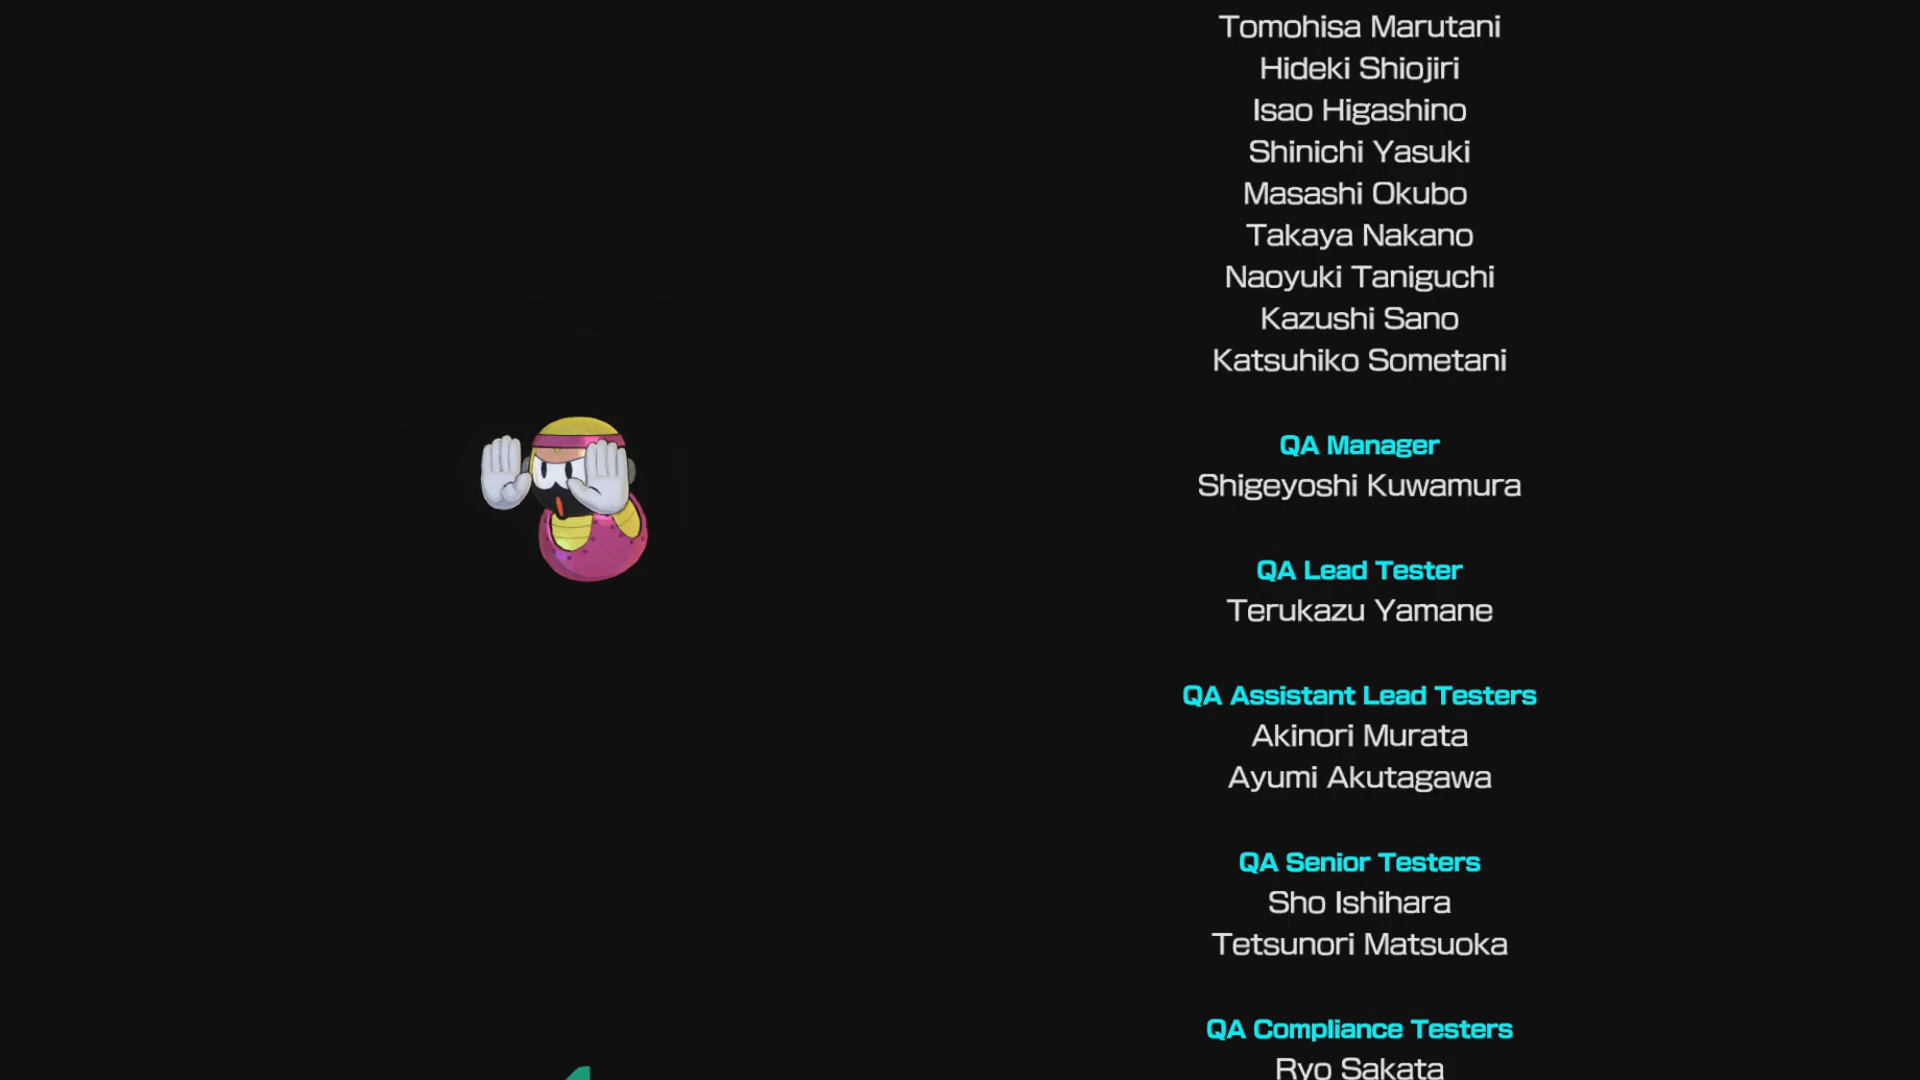 Tomohisa Marutani
Hideki Shiojiri
Isao Higashino
Shinichi Yasuki
Masashi Okubo
Takaya Nakano
Naoyuki Taniguchi
Kazushi Sano
Katsuhiko Sometani
QA Manager
Shigeyoshi Kuwamura
QA Lead Tester
Terukazu Yamane
QA Assistant Lead Testers
Akinori Murata
Ayumi Akutagawa
QA Senior Testers
Sho Ishihara
Tetsunori Matsuoka
QA Compliance Testers
Ryo Sakata